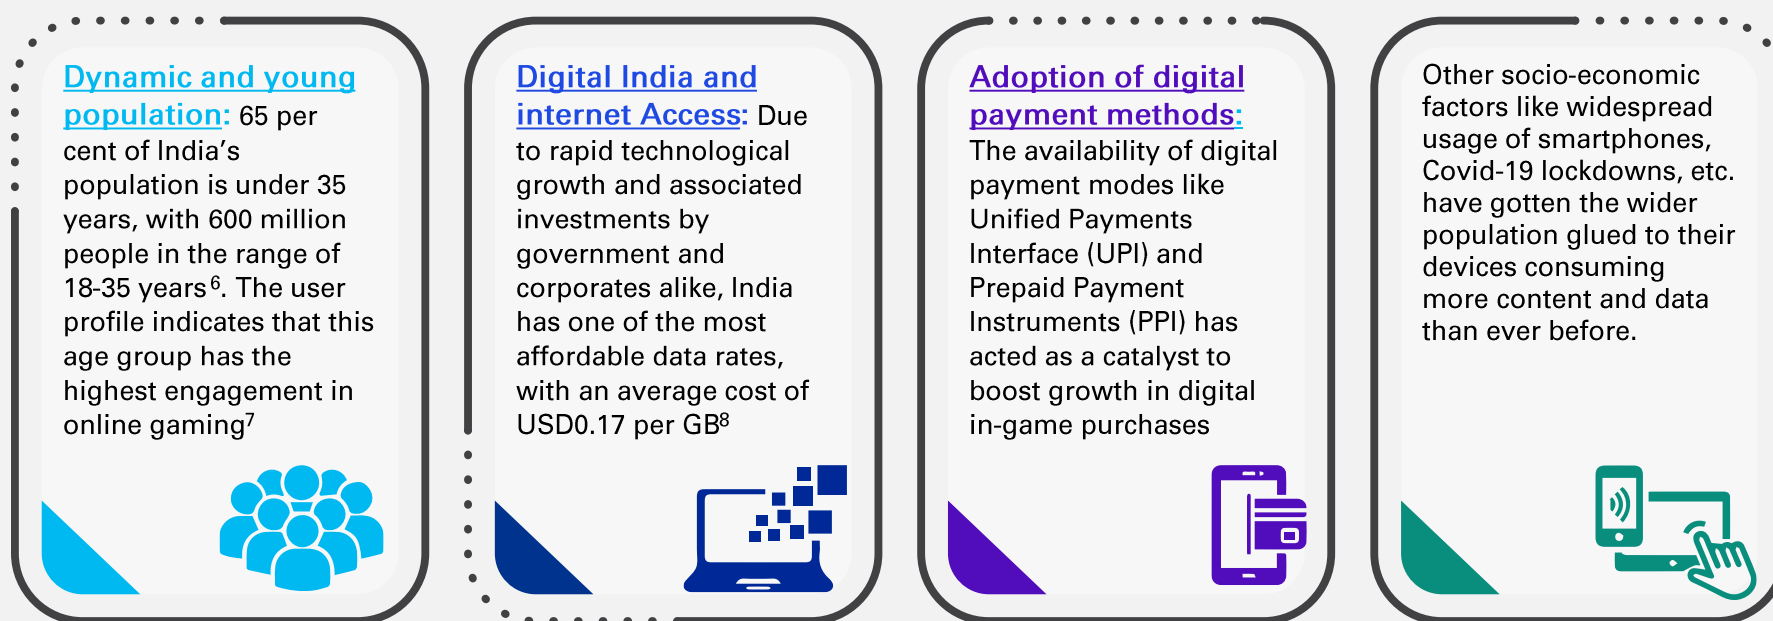 Dynamic and young
population: 65 per
cent of India’s
population is under 35
years, with 600 million
people in the range of
18-35 years6. The user
profile indicates that this
age group has the
highest engagement in
online gaming7
Digital India and
internet Access: Due
to rapid technological
growth and associated
investments by
government and
corporates alike, India
has one of the most
affordable data rates,
with an average cost of
USD0.17 per GB8
Adoption of digital
payment methods:
The availability of digital
payment modes like
Unified Payments
Interface (UPI) and
Prepaid Payment
Instruments (PPI) has
acted as a catalyst to
boost growth in digital
in-game purchases
Other socio-economic
factors like widespread
usage of smartphones,
Covid-19 lockdowns, etc.
have gotten the wider
population glued to their
devices consuming
more content and data
than ever before.